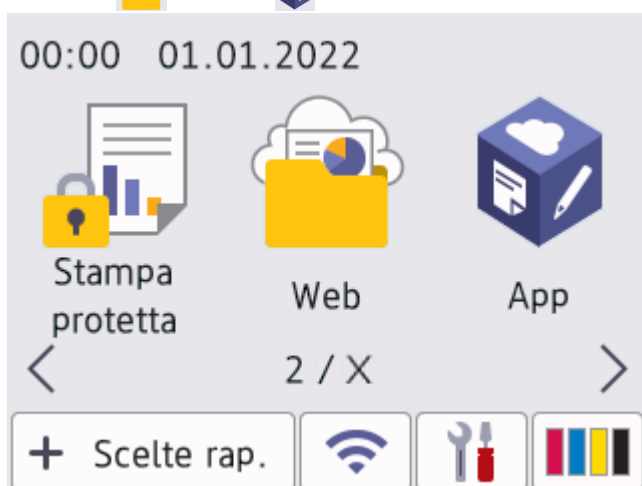 00:00 01.01.2022
Stampa
protetta
Web
App
2 / X
+ Scelte rap.